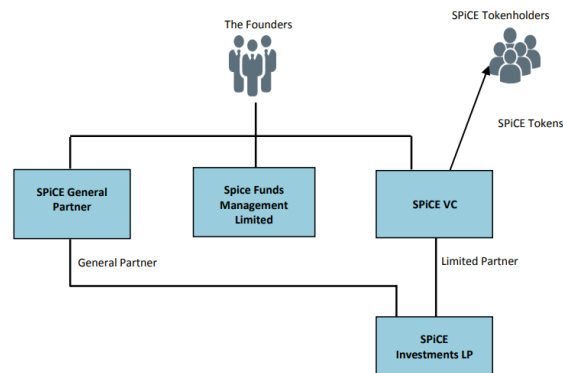 The Founders
SPiCE Tokenholders
SPiCE Tokens
SPiCE General
Partner
Spice Funds
Management
Limited
SPiCE VC
General Partner
Limited Partner
SPiCE
Investments LP